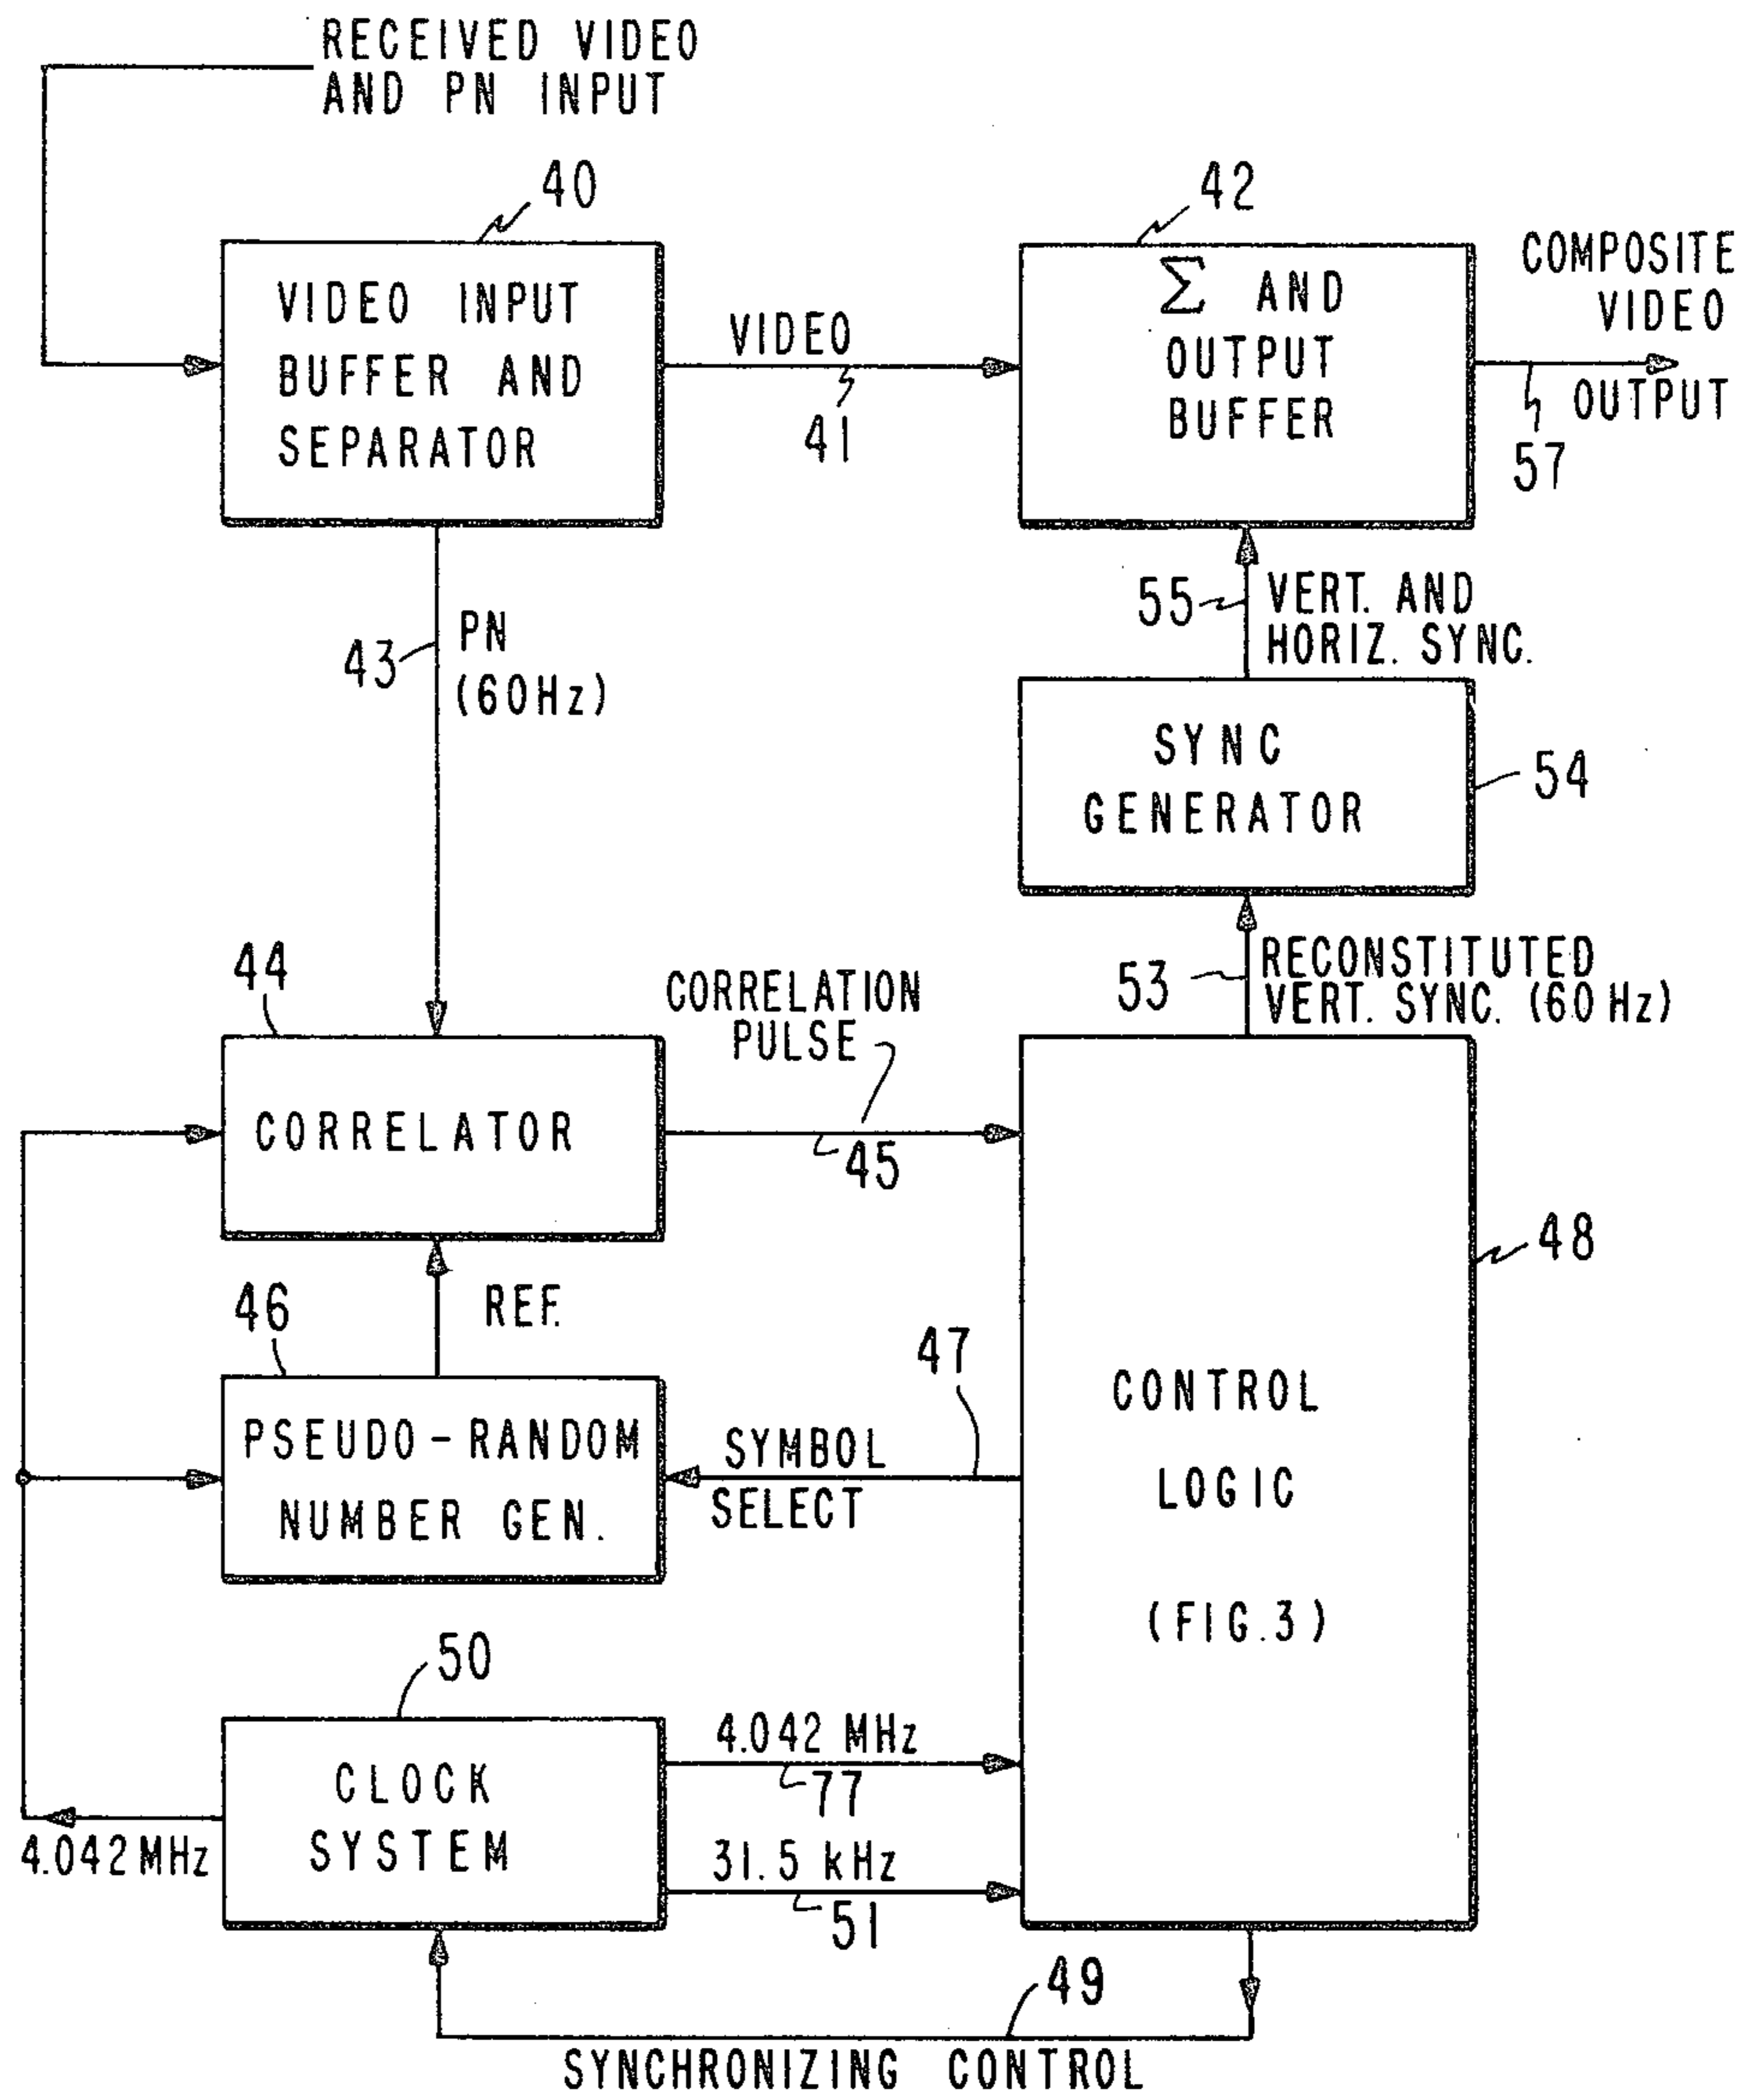 RECEIVED VIDEO
AND PN INPUT
40
VIDEO INPUT
BUFFER AND
SEPARATOR
VIDEO
41
42
Σ AND
OUTPUT
BUFFER
COMPOSITE
VIDEO
OUTPUT
57
43
PN
(60Hz)
55
VERT. AND
HORIZ. SYNC.
SYNC
GENERATOR
54
53
RECONSTITUTED
VERT. SYNC. (60 Hz)
44
CORRELATOR
CORRELATION
PULSE
45
48
46
REF.
PSEUDO-RANDOM
NUMBER GEN.
47
SYMBOL
SELECT
CONTROL
LOGIC
(FIG.3)
50
CLOCK
SYSTEM
4.042 MHz
77
4.042 MHz
31.5 kHz
51
49
SYNCHRONIZING CONTROL